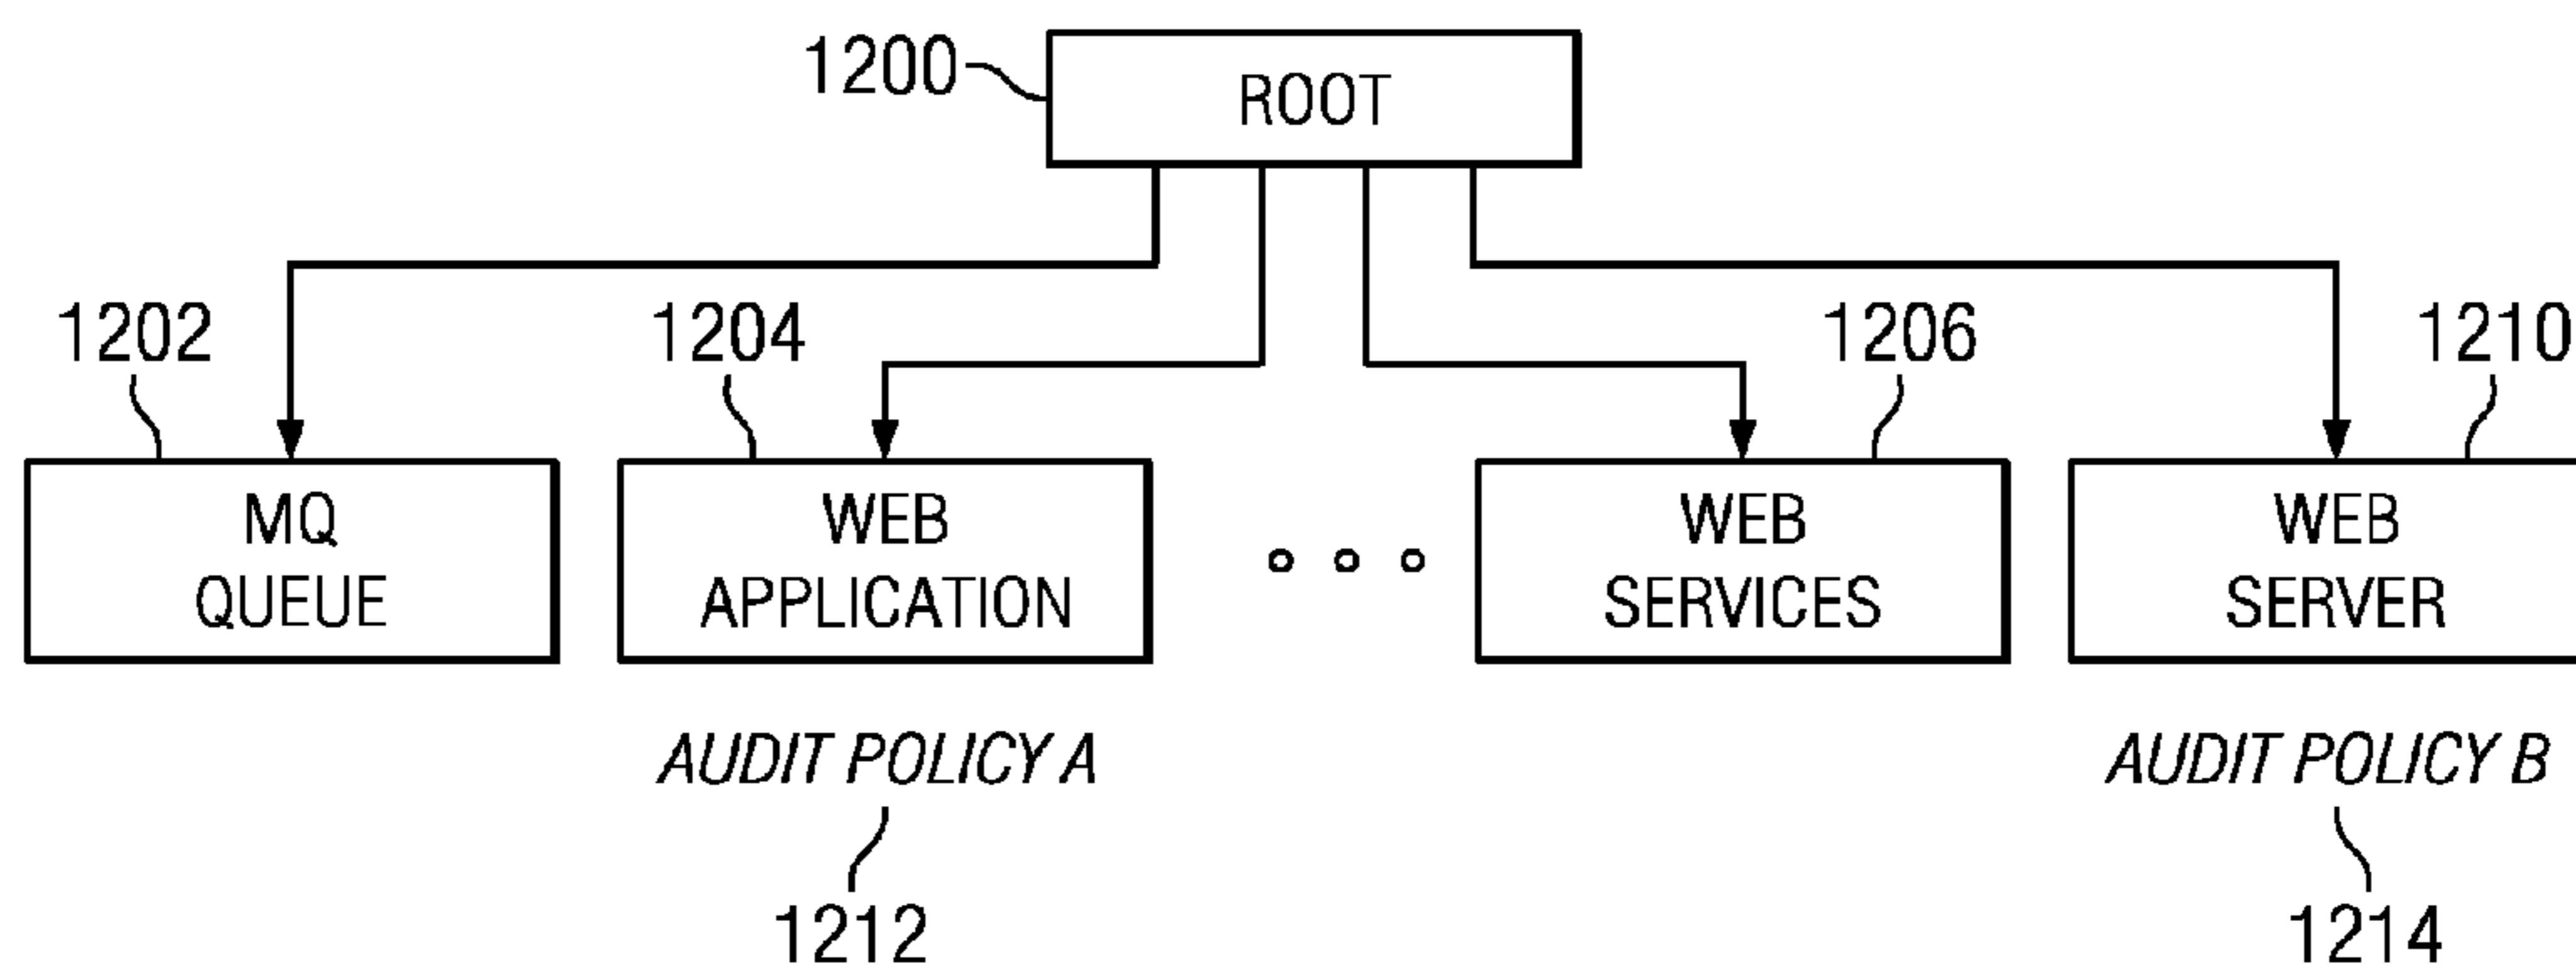 1200
ROOT
1202
1204
1206
1210
MQ
QUEUE
WEB
APPLICATION
WEB
SERVICES
WEB
SERVER
AUDIT POLICY A
AUDIT POLICY B
1212
1214